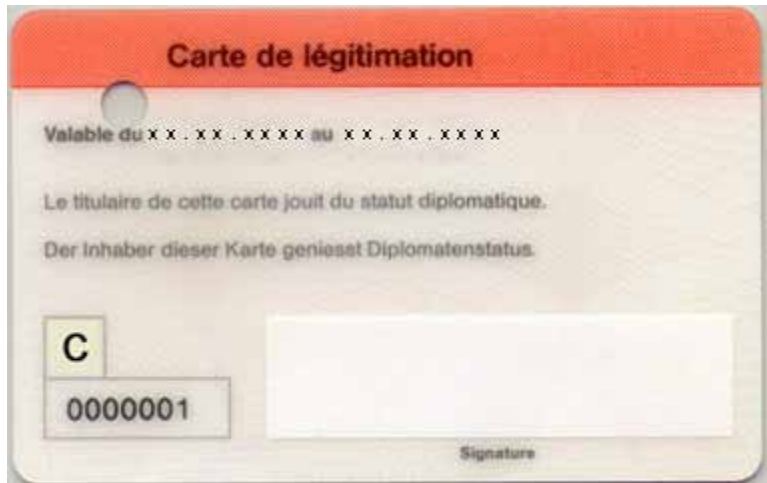 Carte de légitimation
Valable du x x . x x . x x x x au x x . x x . x x x x
Le titulaire de cette carte jouit du statut diplomatique.
Der Inhaber dieser Karte geniesst Diplomatenstatus.
C
0000001
Signature